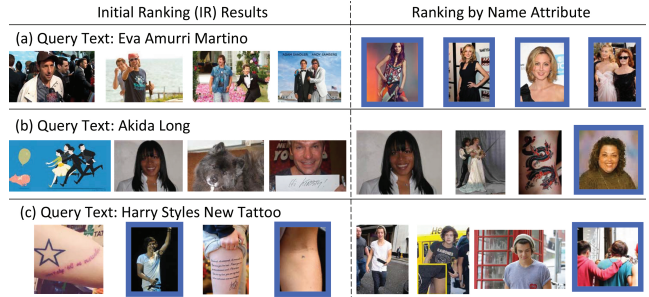 Initial Ranking (IR) Results
Ranking by Name Attribute
(a) Query Text: Eva Amurri Martino
(b) Query Text: Akida Long
(c) Query Text: Harry Styles New Tattoo